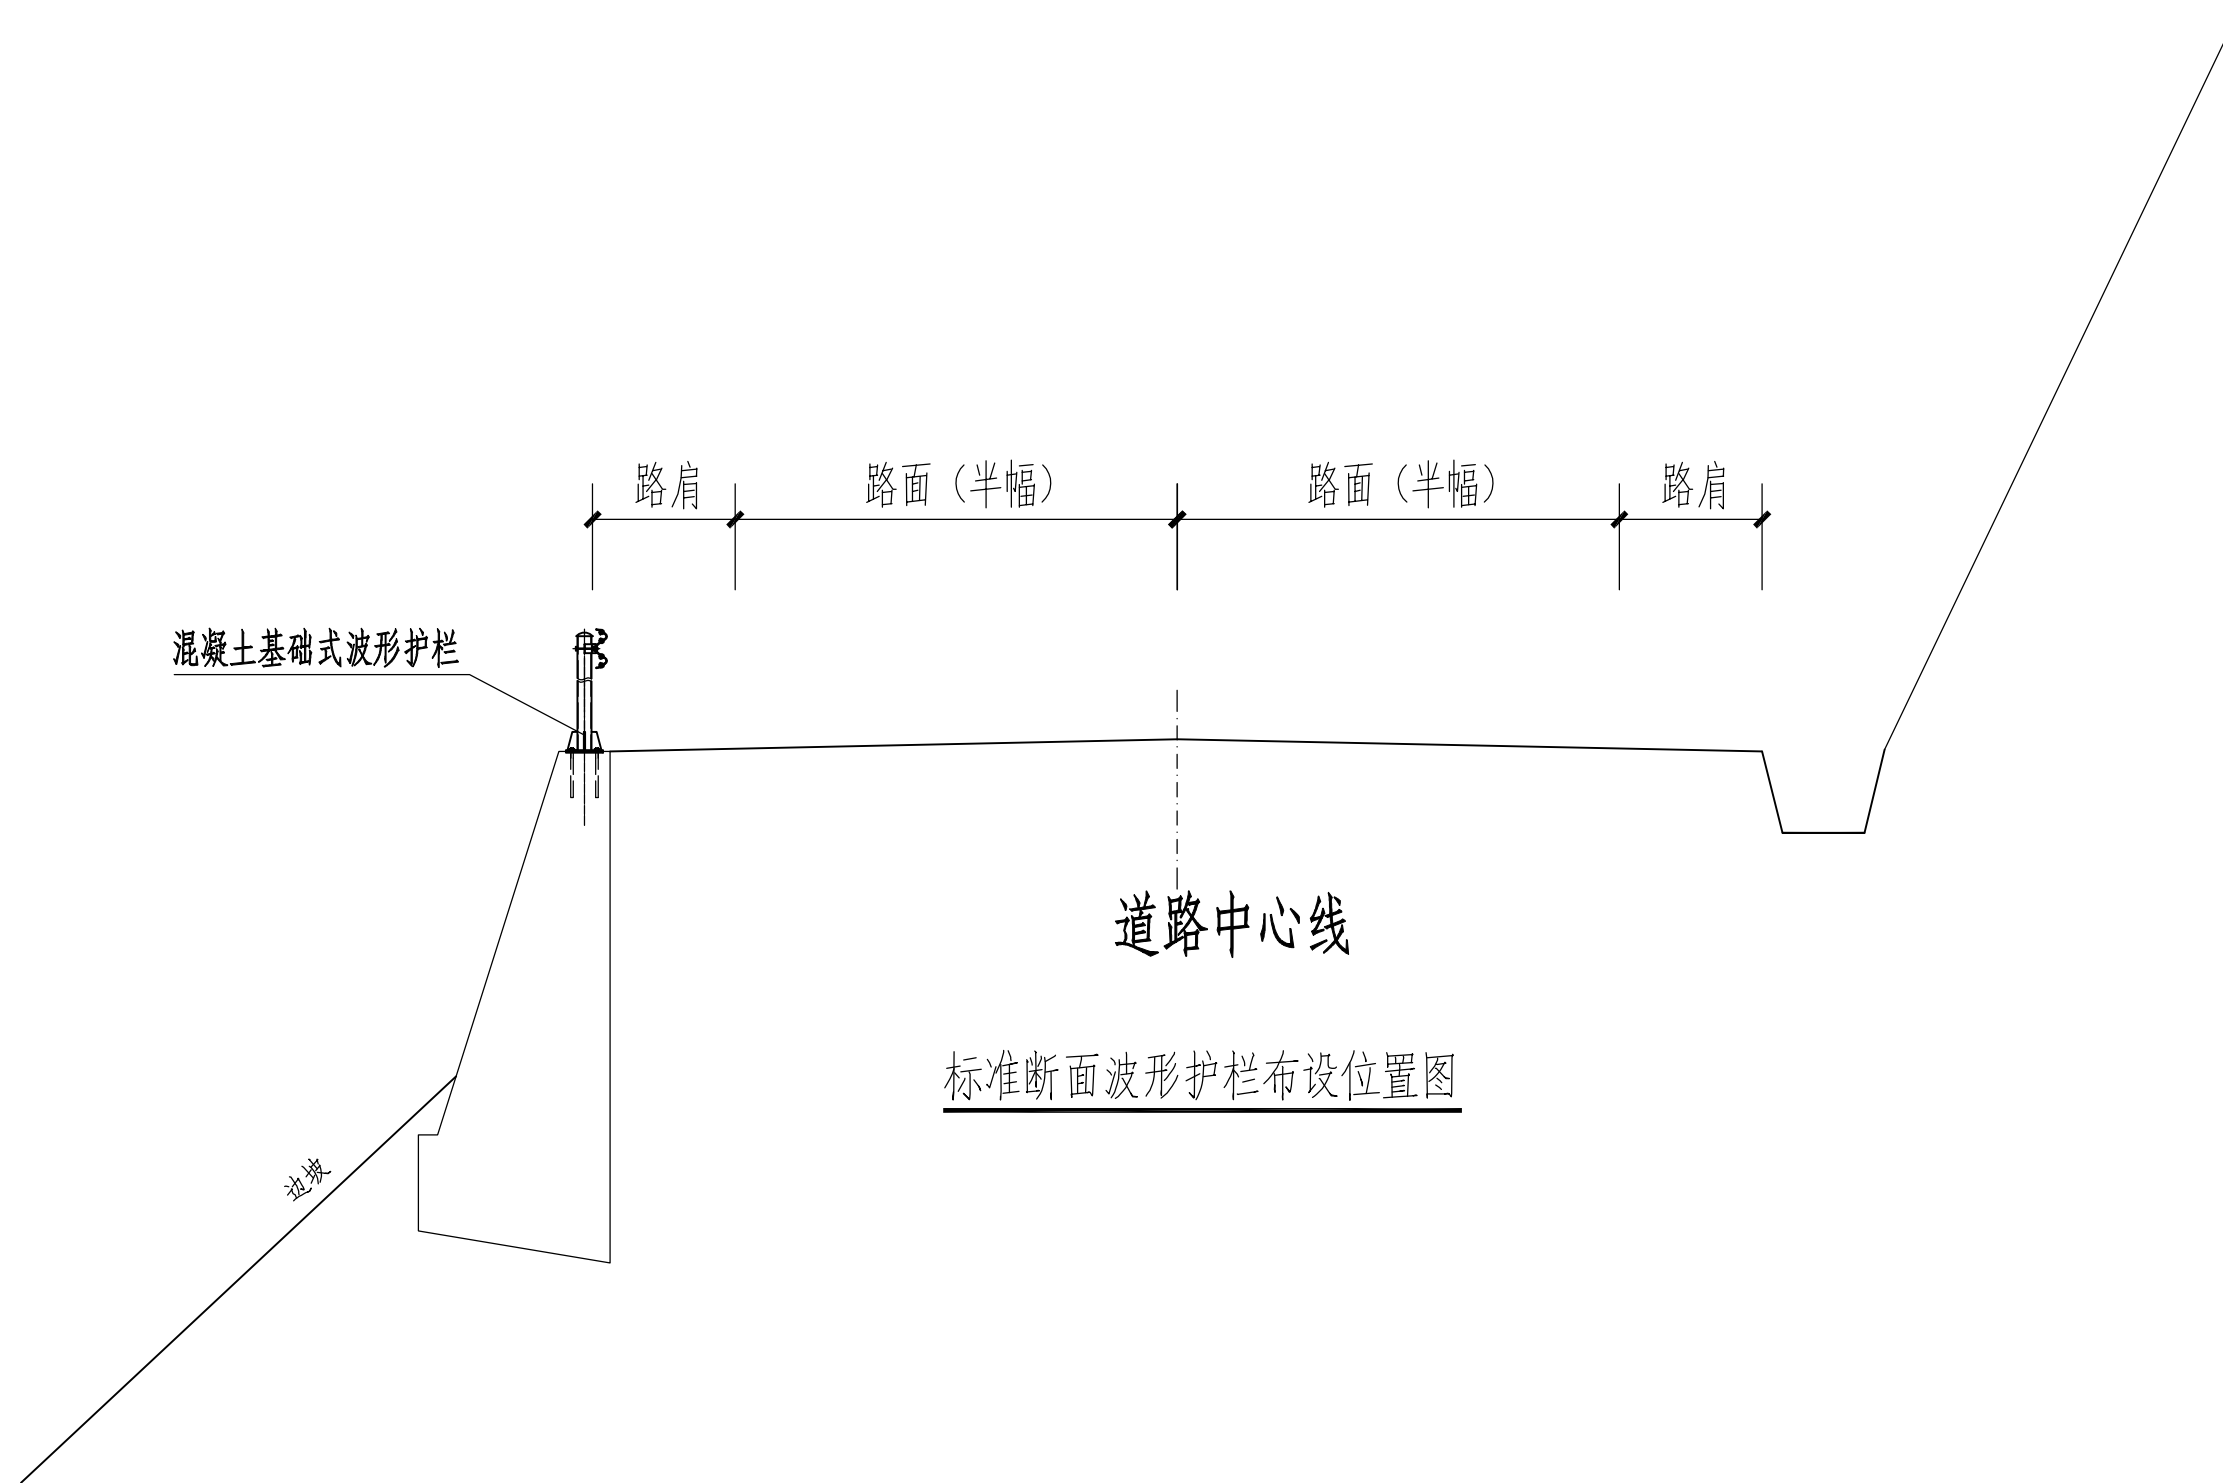 路肩
路面（半幅）
路面（半幅）
路肩
混凝土基础式波形护栏
道路中心线
标准断面波形护栏布设位置图
边坡